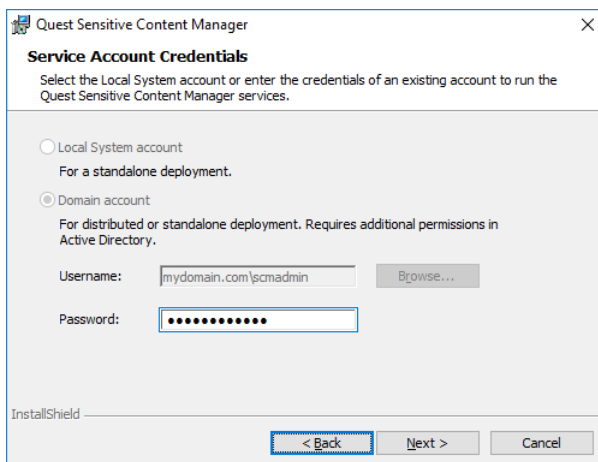 Quest Sensitive Content Manager
Service Account Credentials
Select the Local System account or enter the credentials of an existing account to run the
Quest Sensitive Content Manager services.
Local System account
For a standalone deployment.
Domain account
For distributed or standalone deployment. Requires additional permissions in
Active Directory.
Username: mydomain.com\scmadmin Browse...
Password: ••••••••••••
InstallShield
< Back Next > Cancel